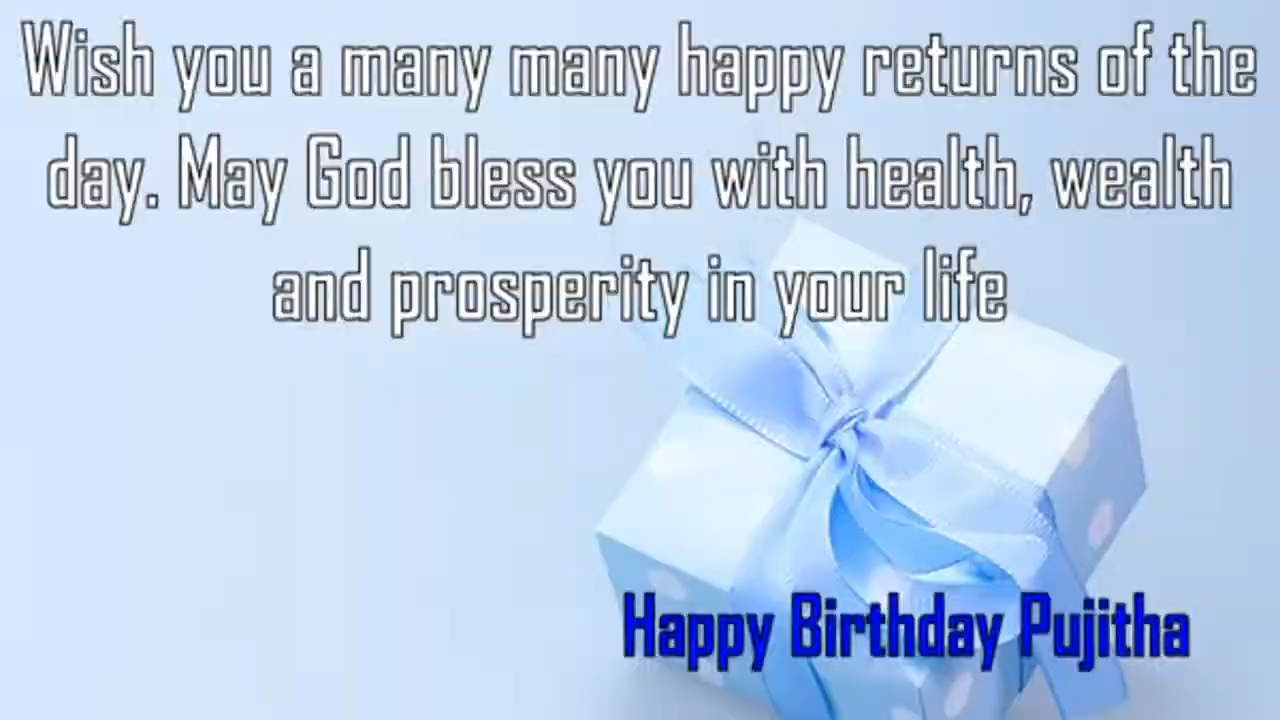 Wish you a many many happy returns of the
day. May God bless you with health, wealth
and prosperity in your life
Happy Birthday Pujitha